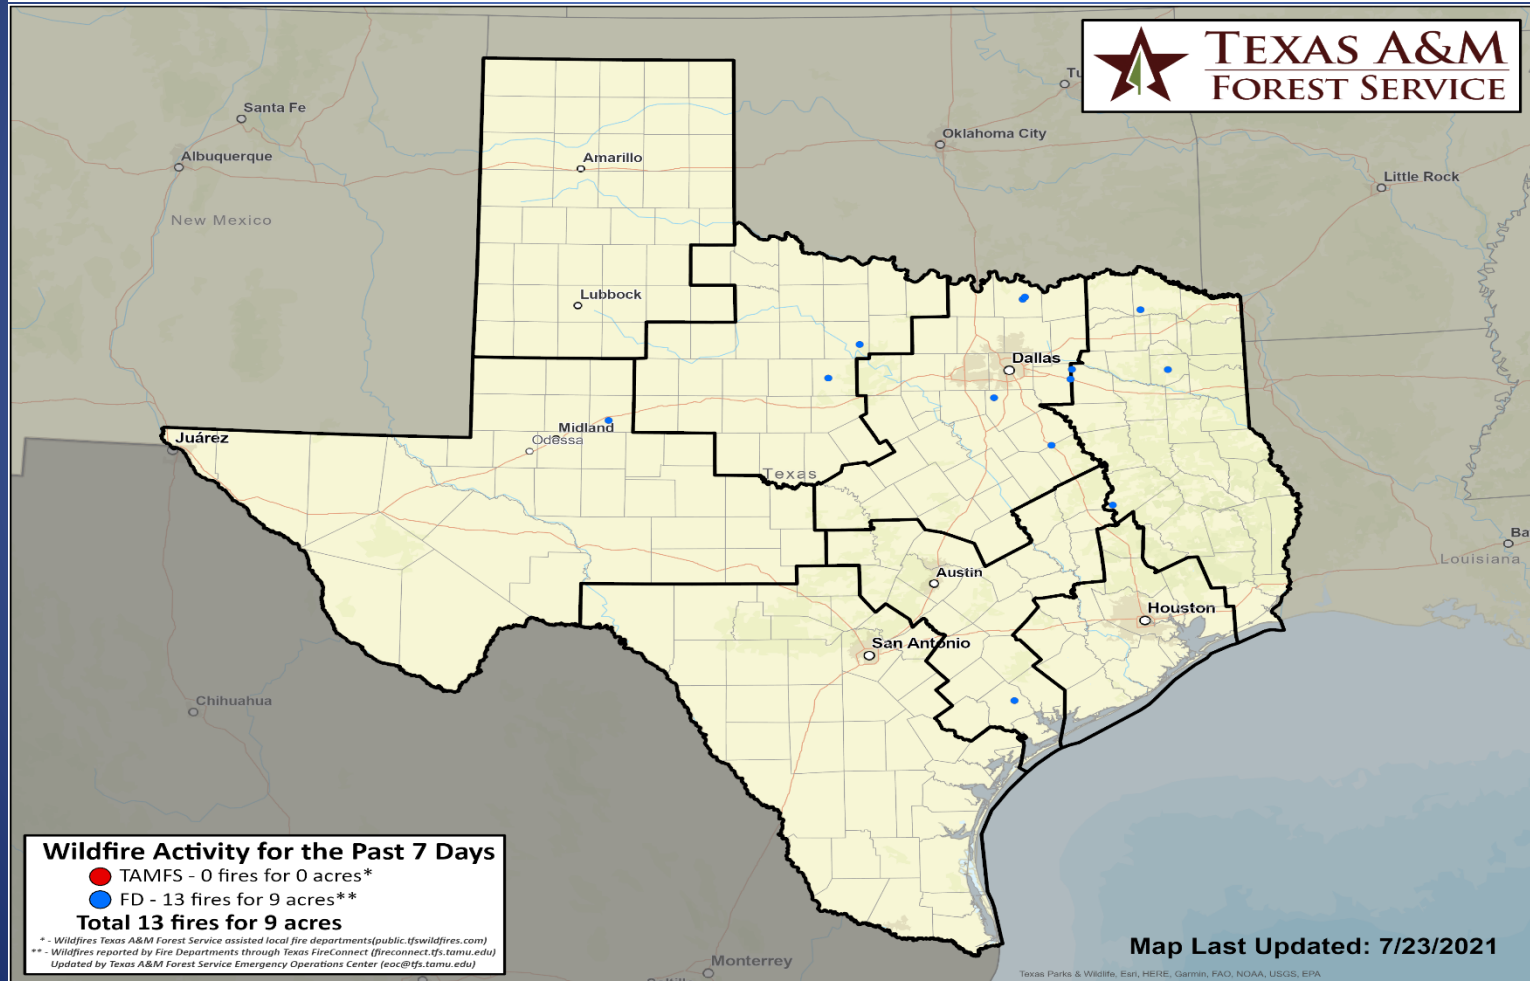 TEXAS A&M
FOREST SERVICE
Tu
Santa Fe
Oklahoma City
Albuquerque
Amarillo
Little Rock
New Mexico
Lubbock
Dallas
Midland
Odessa
Juárez
Texas
Ba
Louisiana
Austin
Houston
San Antonio
Chihuahua
Wildfire Activity for the Past 7 Days
TAMFS - 0 fires for 0 acres*
FD - 13 fires for 9 acres**
Total 13 fires for 9 acres
* - Wildfires Texas A&M Forest Service assisted local fire departments(public.tfswildfires.com)
** - Wildfires reported by Fire Departments through Texas FireConnect (fireconnect.tfs.tamu.edu)
Updated by Texas A&M Forest Service Emergency Operations Center (eoc@tfs.tamu.edu)
Monterrey
Map Last Updated: 7/23/2021
Texas Parks & Wildlife, Esri, HERE, Garmin, FAO, NOAA, USGS, EPA